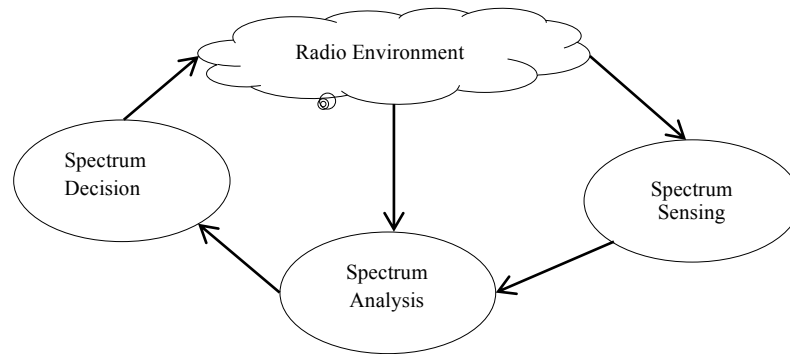 Radio Environment
Spectrum
Decision
Spectrum
Sensing
Spectrum
Analysis